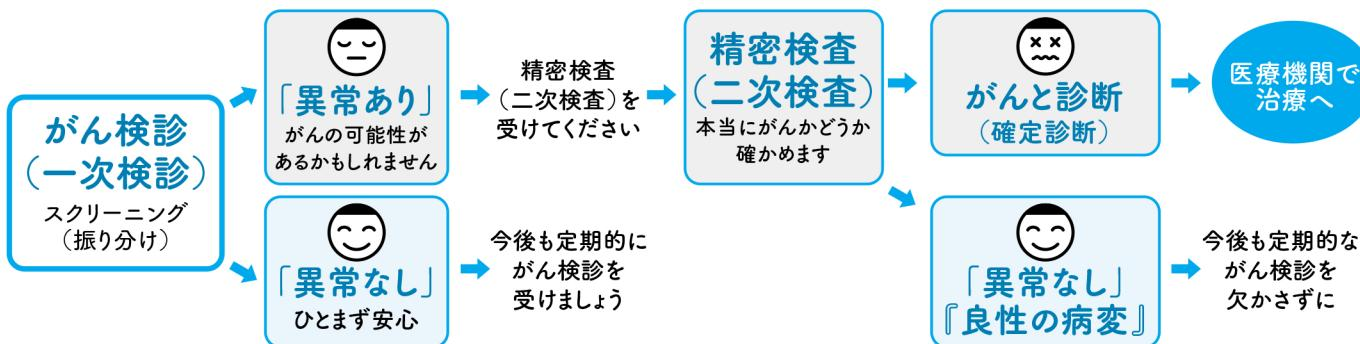 がん検診
（一次検診）
スクリーニング
（振り分け）
「異常あり」
がんの可能性が
あるかもしれません
精密検査
（二次検査）を
受けてください
精密検査
（二次検査）
本当にがんかどうか
確かめます
がんと診断
（確定診断）
医療機関で
治療へ
「異常なし」
ひとまず安心
今後も定期的に
がん検診を
受けましょう
「異常なし」
『良性の病変』
今後も定期的な
がん検診を
欠かさずに